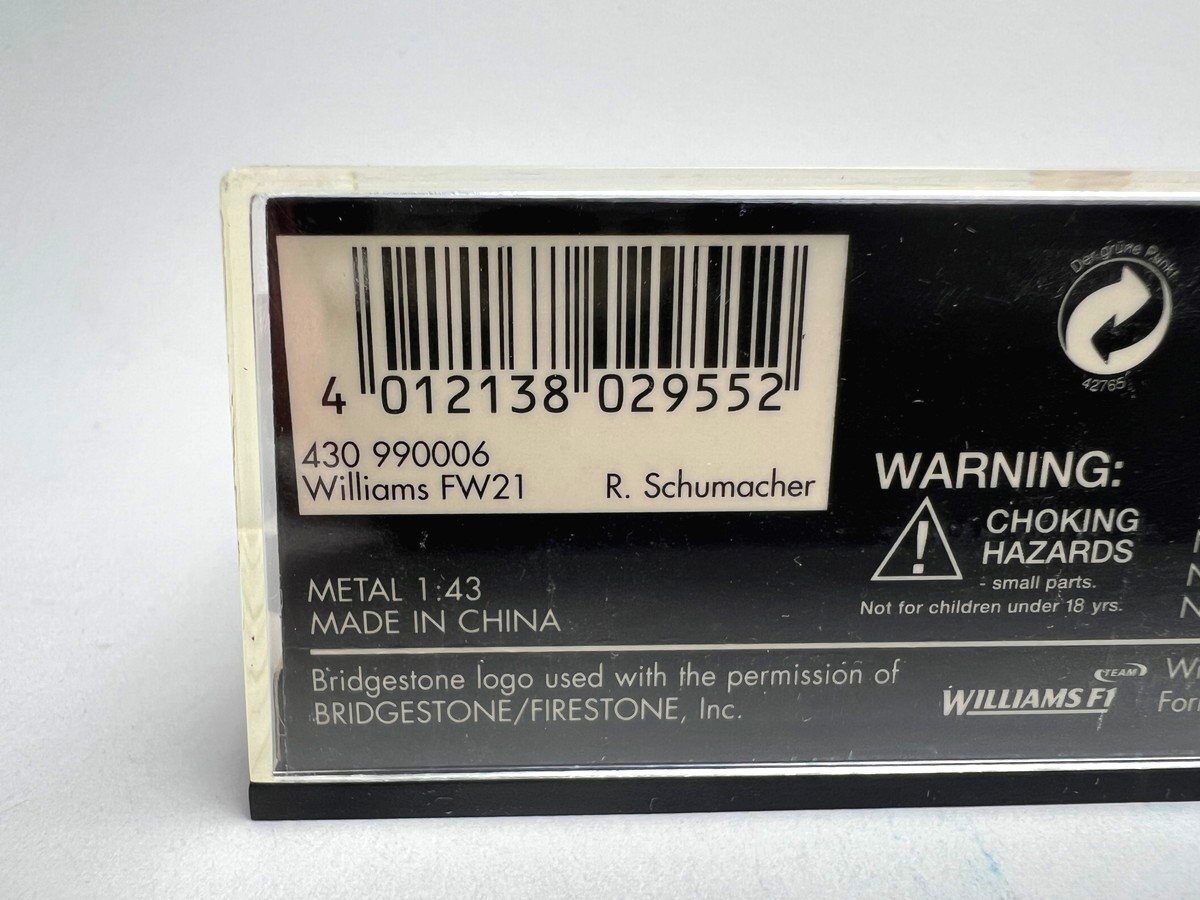 4 012138 029552
430 990006
Williams FW21 R. Schumacher
Der grüne Punkt
42765
WARNING:
CHOKING
HAZARDS
- small parts.
Not for children under 18 yrs.
METAL 1:43
MADE IN CHINA
Bridgestone logo used with the permission of
BRIDGESTONE/FIRESTONE, Inc.
TEAM
WILLIAMS F1